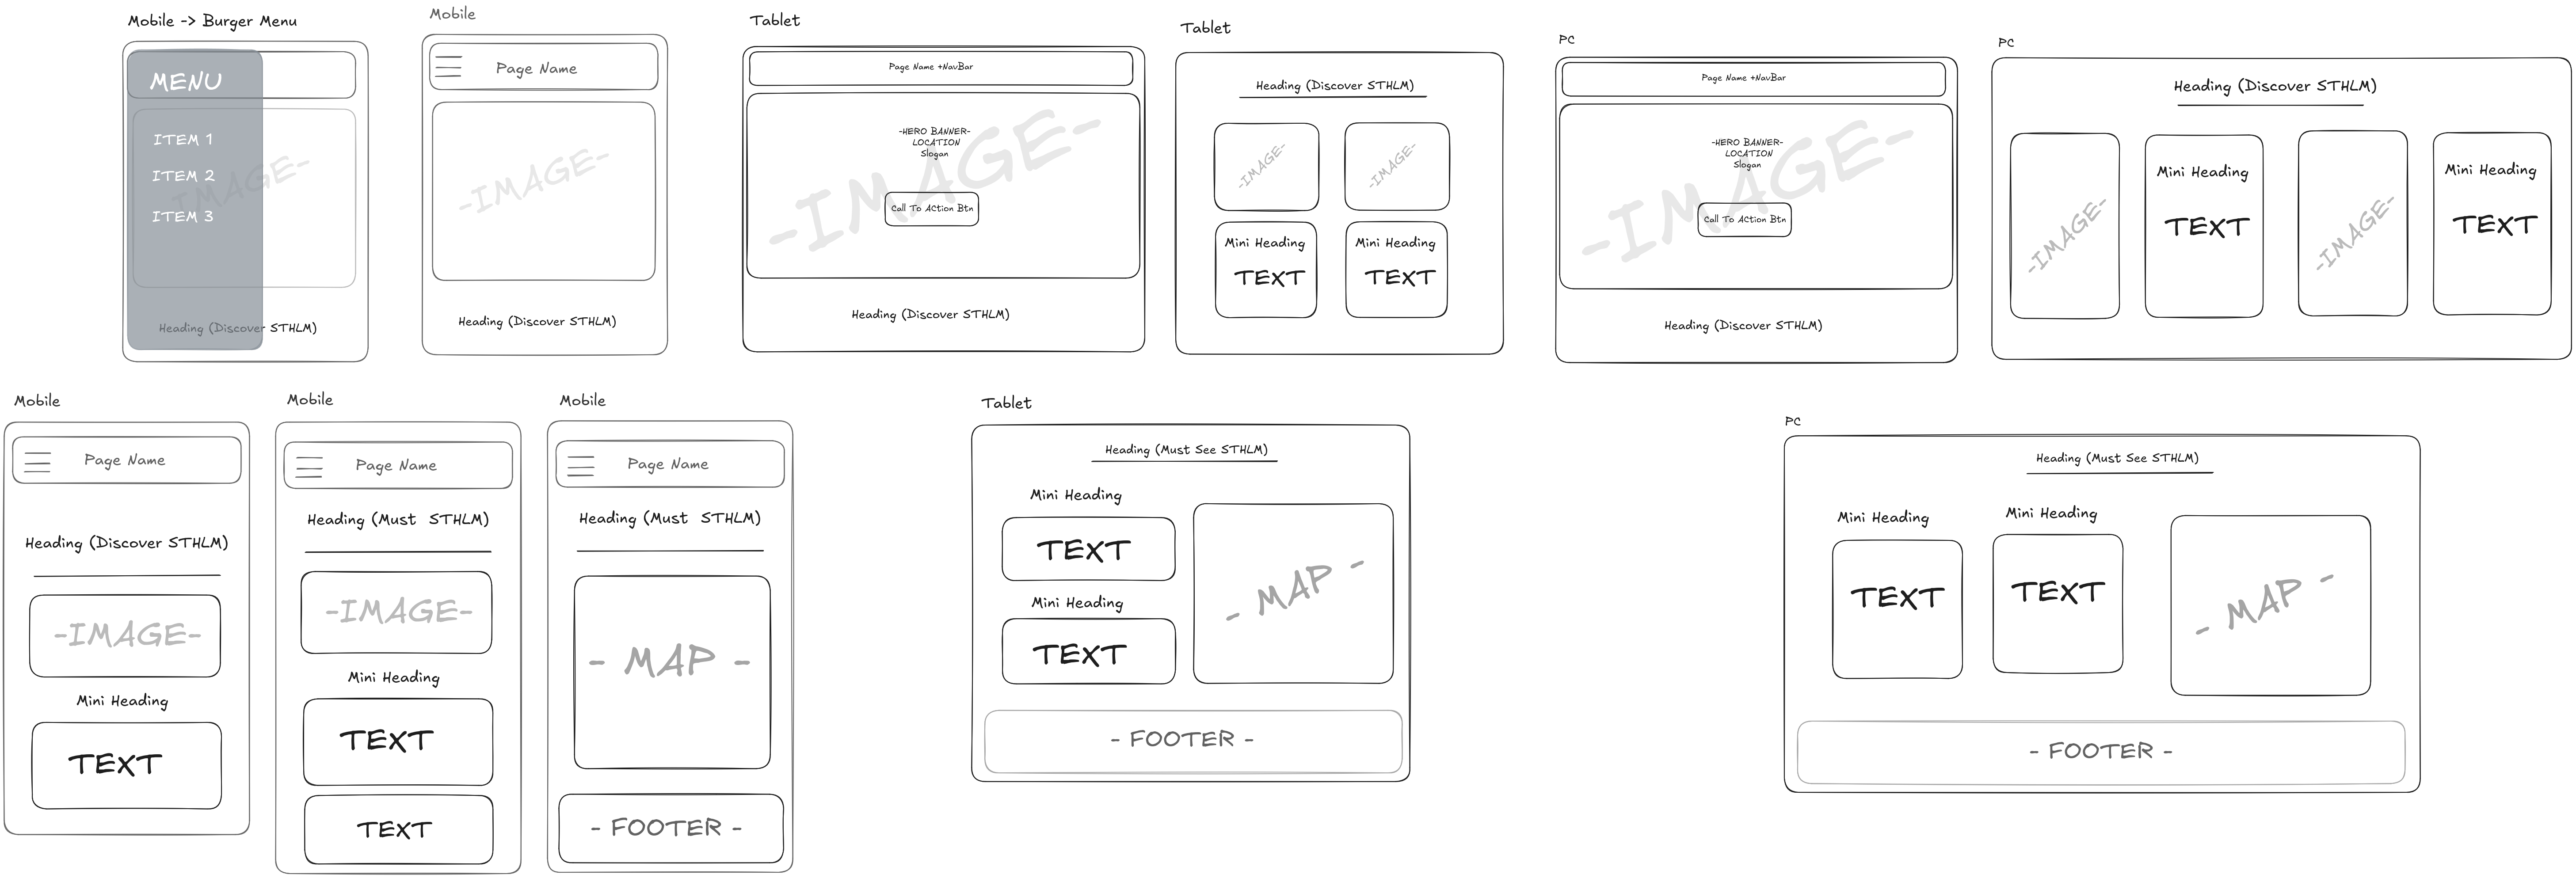 Mobile -> Burger Menu
MENU
ITEM 1
ITEM 2
ITEM 3
-IMAGE-
Heading (Discover STHLM)
Mobile
Page Name
-IMAGE-
Heading (Discover STHLM)
Tablet
Page Name +NavBar
-HERO BANNER-
LOCATION
Slogan
-IMAGE-
Call To Action Btn
Heading (Discover STHLM)
Tablet
Heading (Discover STHLM)
-IMAGE-
-IMAGE-
Mini Heading
TEXT
Mini Heading
TEXT
PC
Page Name +NavBar
-HERO BANNER-
LOCATION
Slogan
-IMAGE-
Call To Action Btn
Heading (Discover STHLM)
PC
Heading (Discover STHLM)
-IMAGE-
Mini Heading
TEXT
-IMAGE-
Mini Heading
TEXT
Mobile
Page Name
Heading (Discover STHLM)
-IMAGE-
Mini Heading
TEXT
Mobile
Page Name
Heading (Must STHLM)
-IMAGE-
Mini Heading
TEXT
TEXT
Mobile
Page Name
Heading (Must STHLM)
- MAP -
- FOOTER -
Tablet
Heading (Must See STHLM)
Mini Heading
TEXT
Mini Heading
TEXT
- MAP -
- FOOTER -
PC
Heading (Must See STHLM)
Mini Heading
TEXT
Mini Heading
TEXT
- MAP -
- FOOTER -